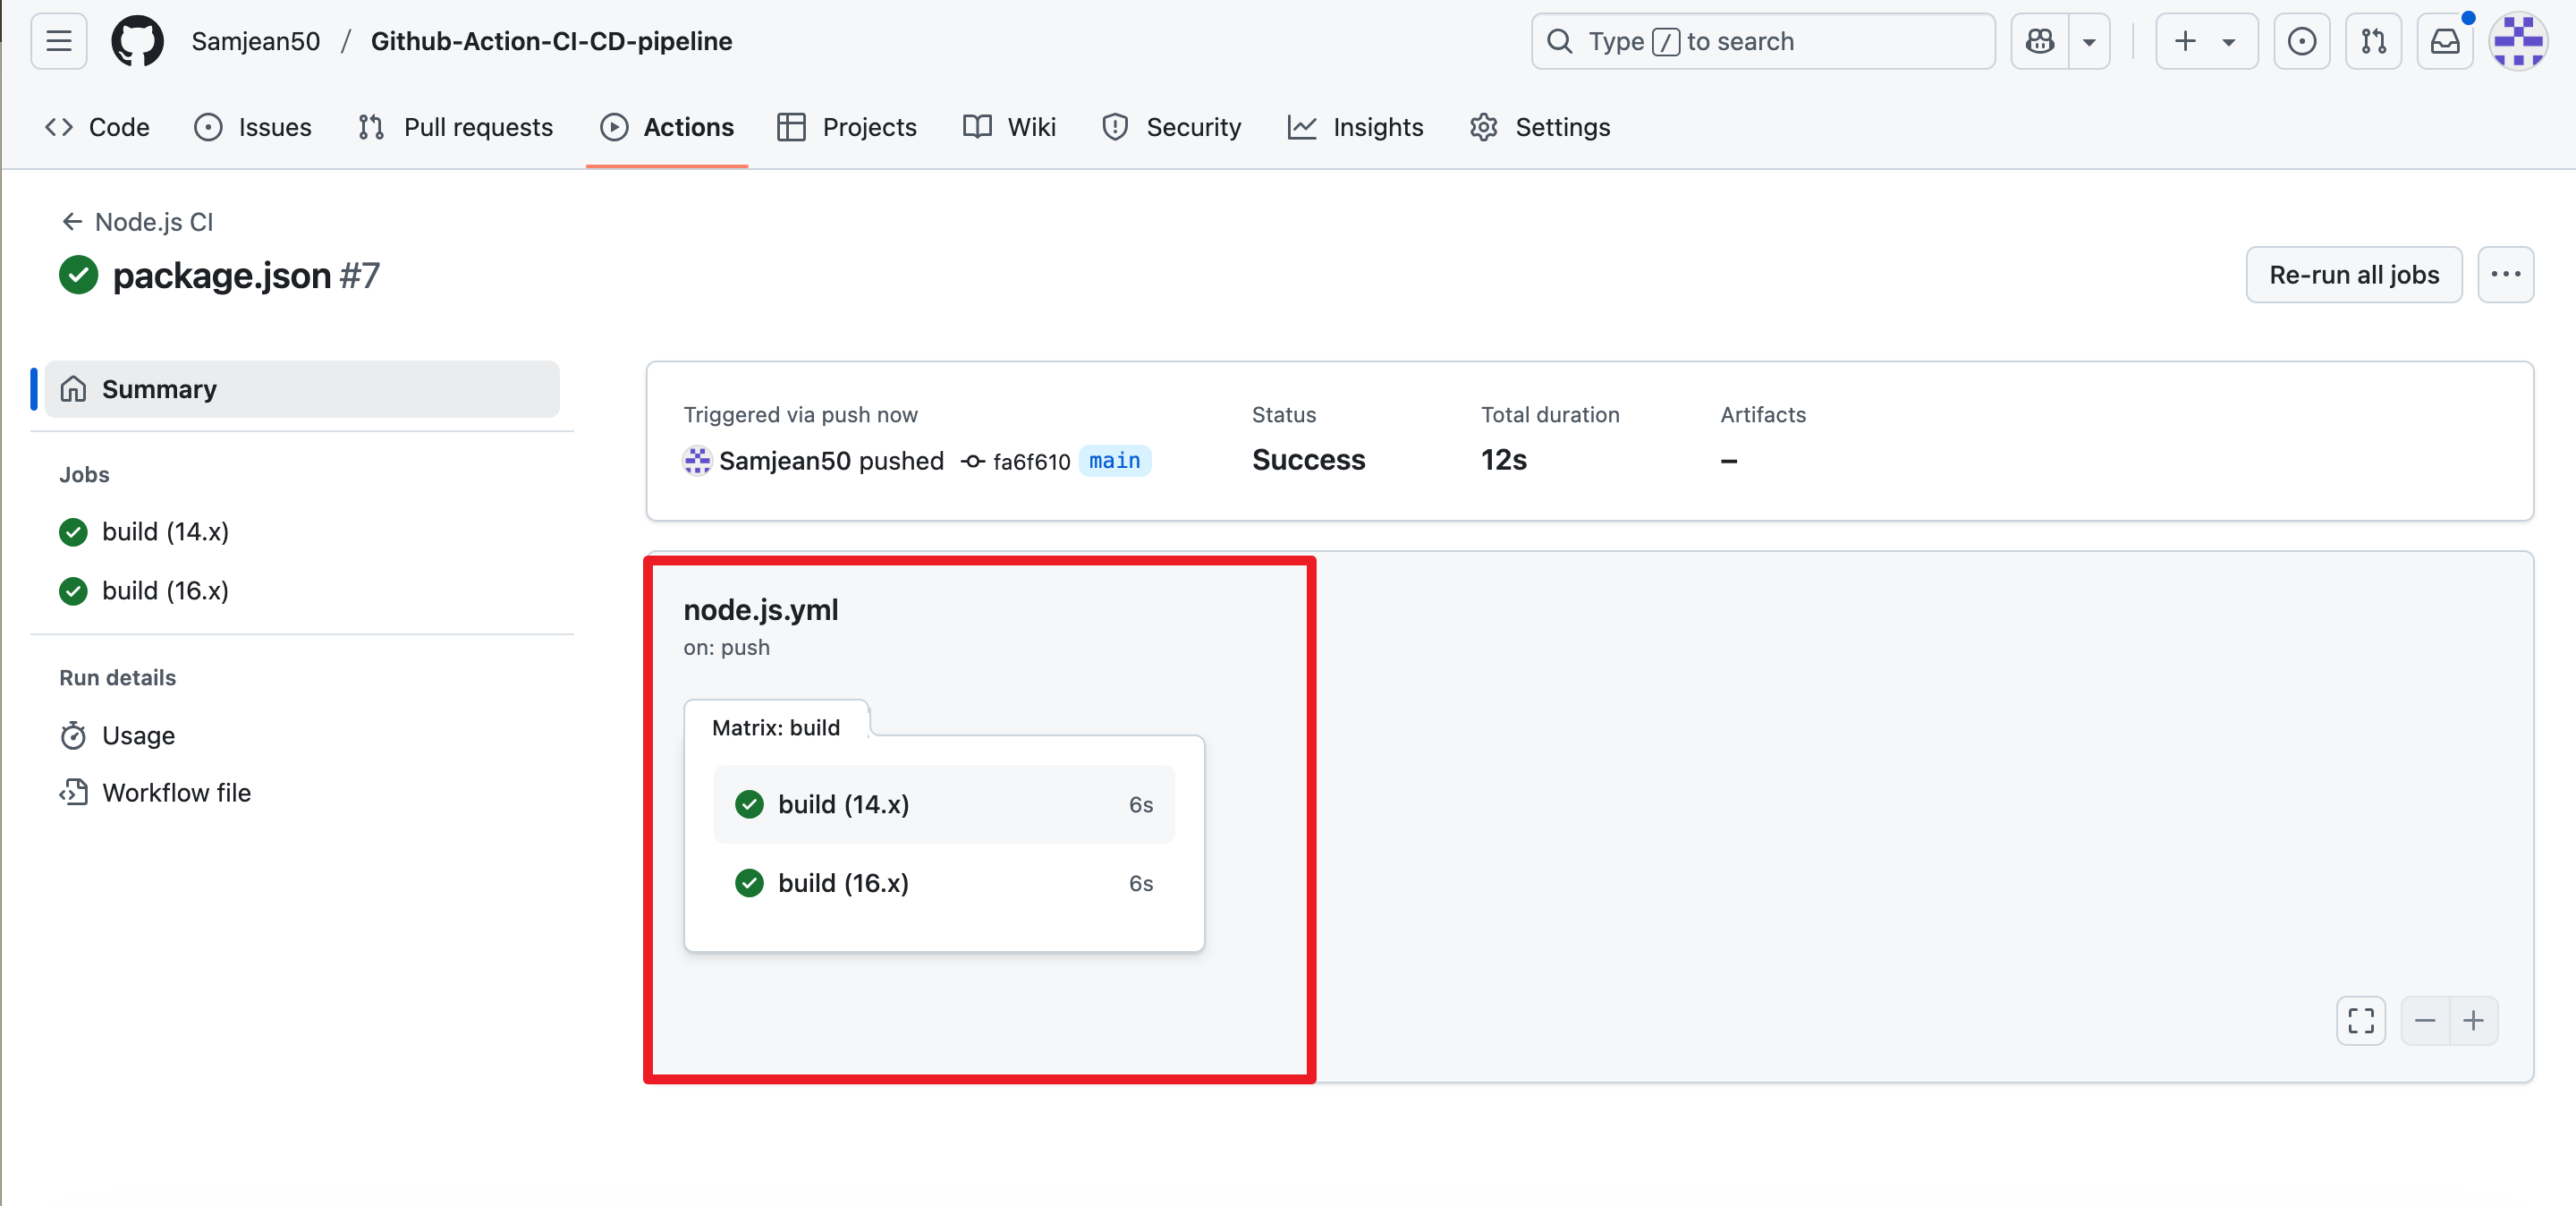 Samjean50 / Github-Action-CI-CD-pipeline
Type / to search
Code
Issues
Pull requests
Actions
Projects
Wiki
Security
Insights
Settings
Node.js CI
package.json #7
Re-run all jobs
Summary
Jobs
build (14.x)
build (16.x)
Run details
Usage
Workflow file
Triggered via push now
Samjean50 pushed fa6f610 main
Status
Success
Total duration
12s
Artifacts
–
node.js.yml
on: push
Matrix: build
build (14.x) 6s
build (16.x) 6s